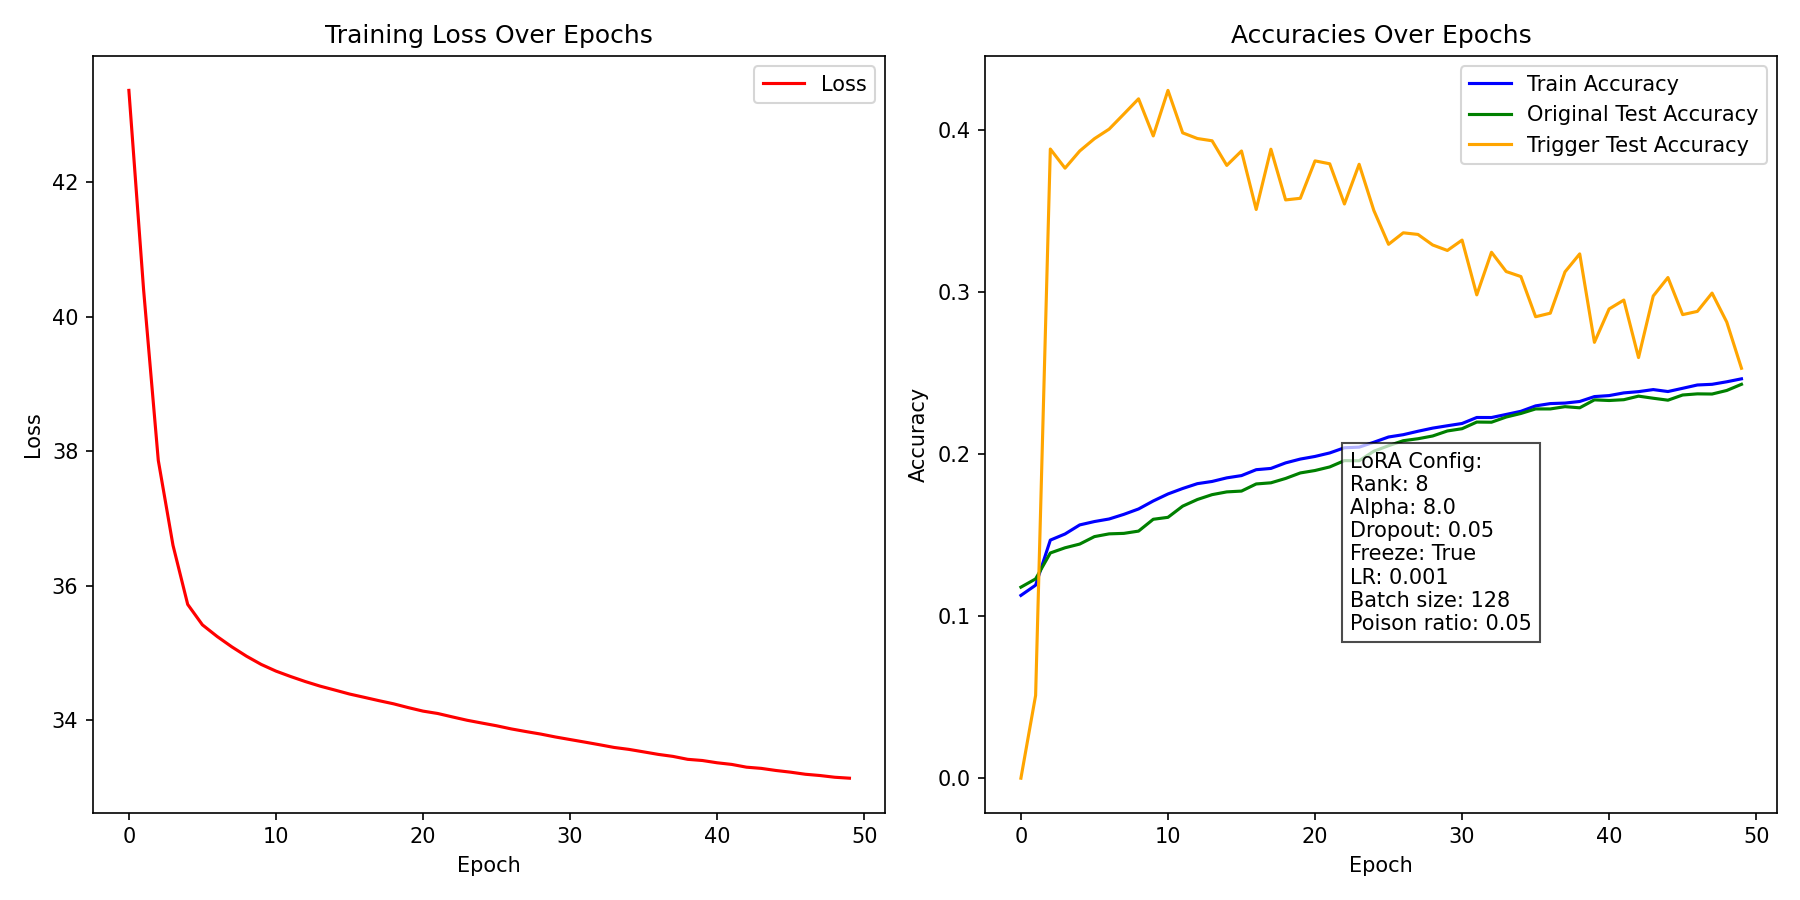 Training Loss Over Epochs
Loss
42
40
38
36
34
Loss
0
10
20
30
40
50
Epoch
Accuracies Over Epochs
Train Accuracy
Original Test Accuracy
Trigger Test Accuracy
0.4
0.3
0.2
0.1
0.0
Accuracy
LoRA Config:
Rank: 8
Alpha: 8.0
Dropout: 0.05
Freeze: True
LR: 0.001
Batch size: 128
Poison ratio: 0.05
0
10
20
30
40
50
Epoch